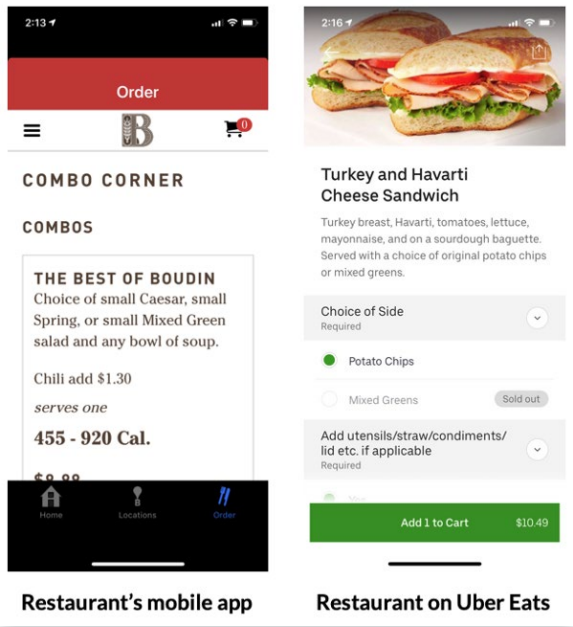 2:13
Order
B
0
COMBO CORNER
COMBOS
THE BEST OF BOUDIN
Choice of small Caesar, small
Spring, or small Mixed Green
salad and any bowl of soup.
Chili add $1.30
serves one
455 - 920 Cal.
Home
Locations
Order
Restaurant's mobile app
2:16
Turkey and Havarti
Cheese Sandwich
Turkey breast, Havarti, tomatoes, lettuce,
mayonnaise, and on a sourdough baguette.
Served with a choice of original potato chips
or mixed greens.
Choice of Side
Required
Potato Chips
Mixed Greens
Sold out
Add utensils/straw/condiments/
lid etc. if applicable
Required
Yes
Add 1 to Cart
$10.49
Restaurant on Uber Eats